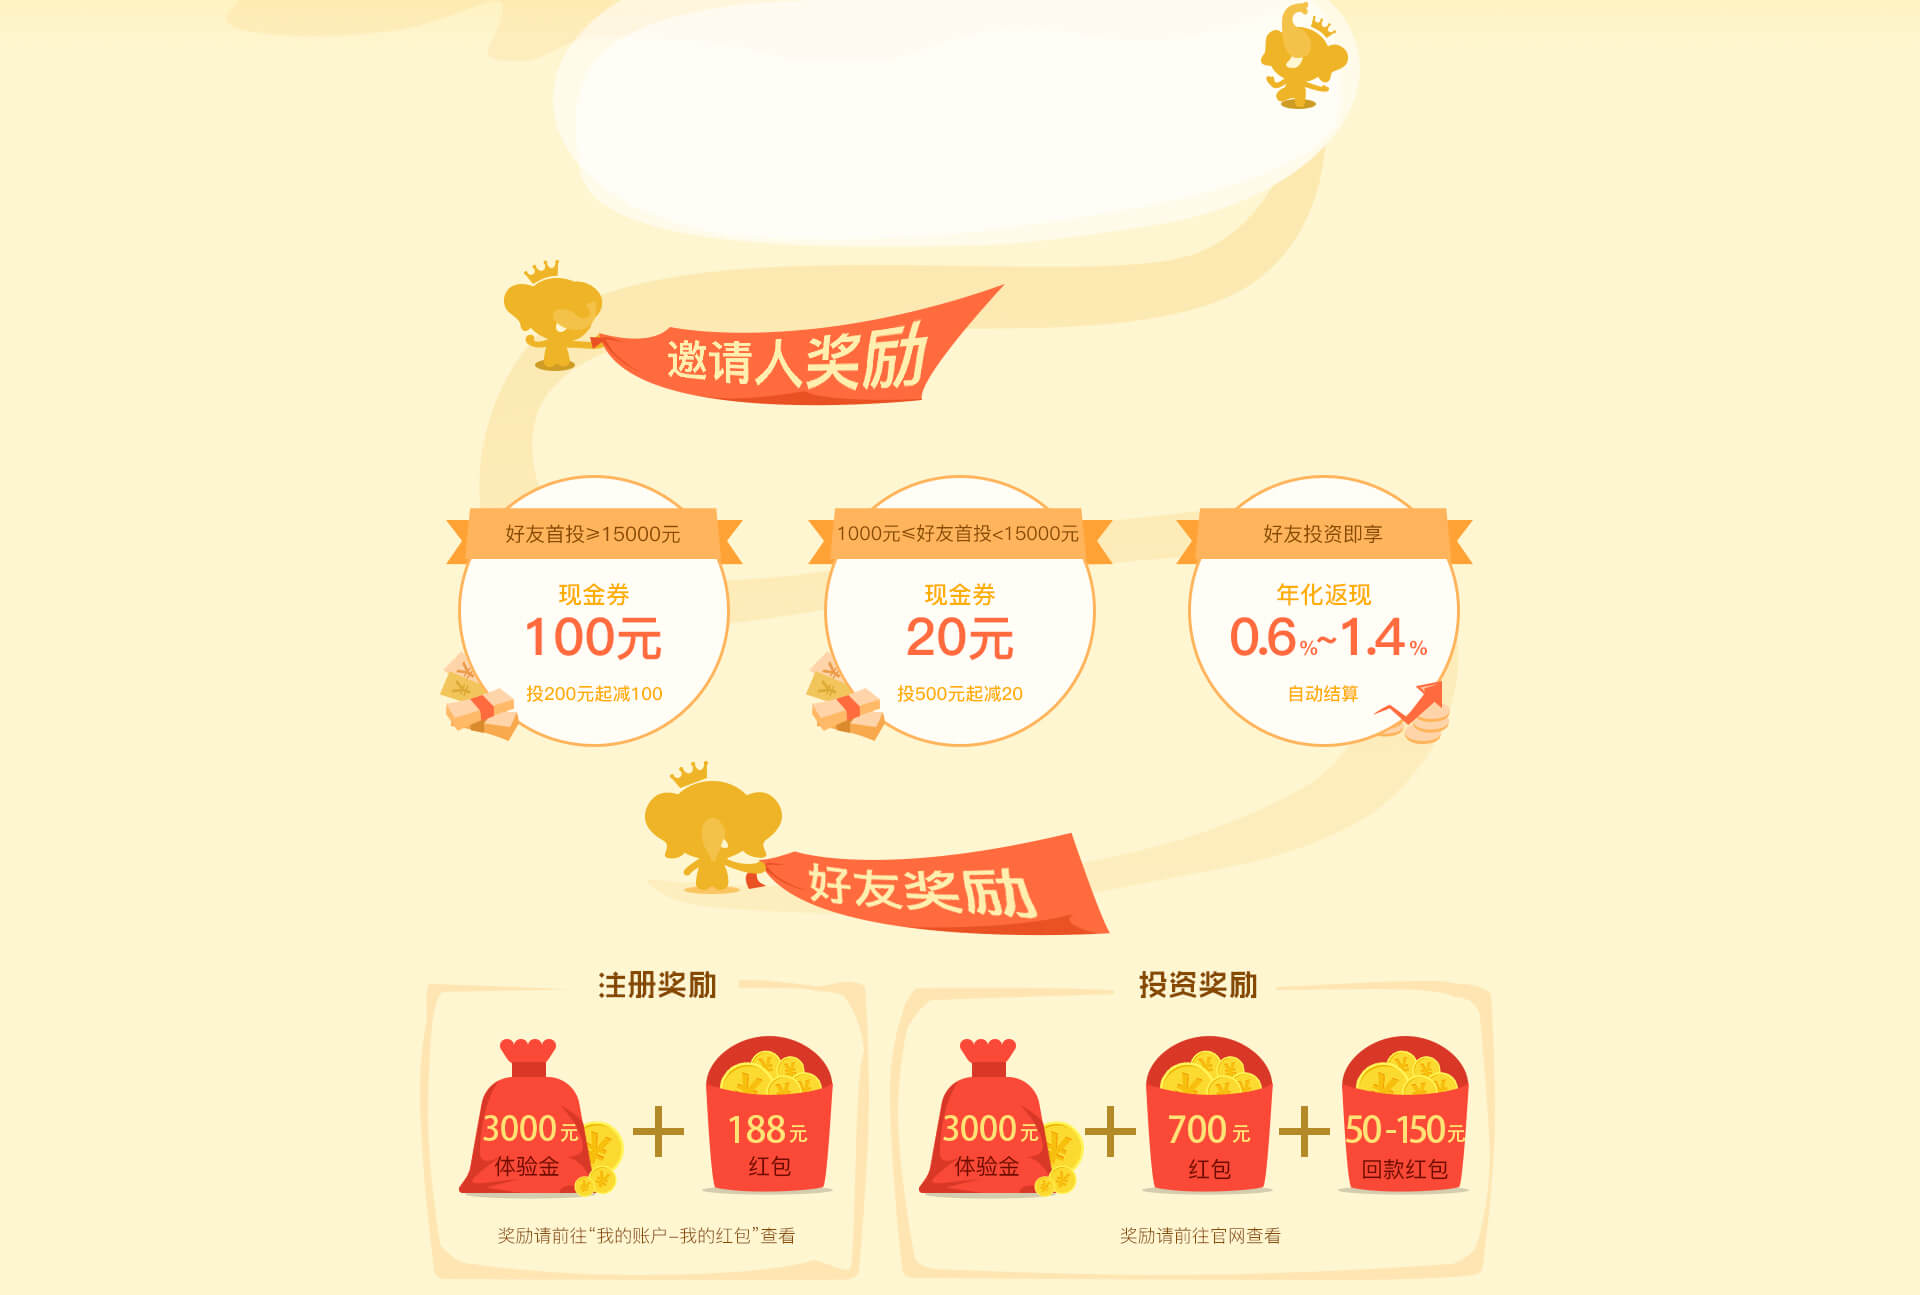 邀请人奖励
好友首投≥15000元
现金券
100元
投200元起减100
1000元≤好友首投<15000元
现金券
20元
投500元起减20
好友投资即享
年化返现
0.6%~1.4%
自动结算
好友奖励
注册奖励
3000元
体验金
188元
红包
奖励请前往“我的账户-我的红包”查看
投资奖励
3000元
体验金
700元
红包
50-150元
回款红包
奖励请前往官网查看